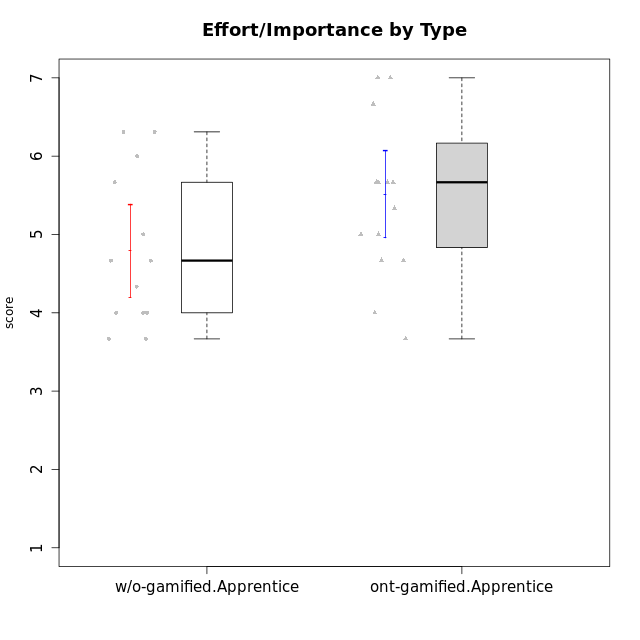 Effort/Importance by Type
7
6
5
4
3
2
1
score
w/o-gamified.Apprentice
ont-gamified.Apprentice